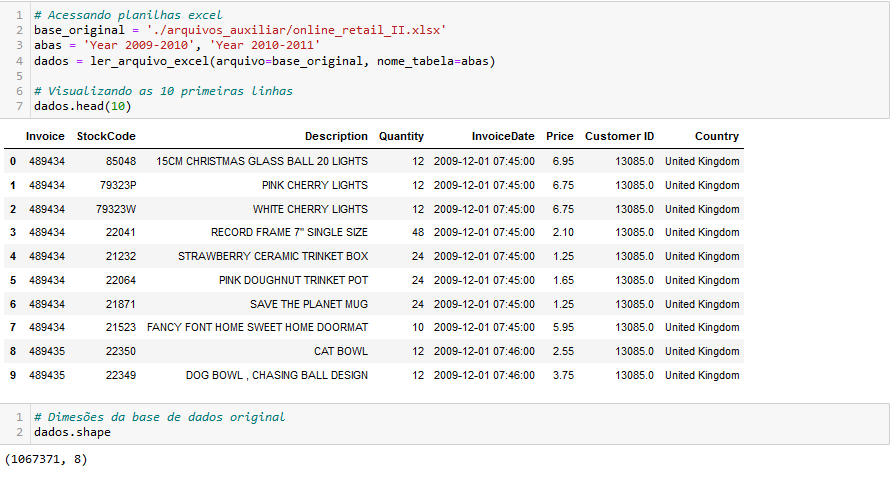 1 # Acessando planilhas excel
2 base_original = './arquivos_auxiliar/online_retail_II.xlsx'
3 abas = 'Year 2009-2010', 'Year 2010-2011'
4 dados = ler_arquivo_excel(arquivo=base_original, nome_tabela=abas)
5
6 # Visualizando as 10 primeiras linhas
7 dados.head(10)
Invoice StockCode Description Quantity InvoiceDate Price Customer ID Country
0 489434 85048 15CM CHRISTMAS GLASS BALL 20 LIGHTS 12 2009-12-01 07:45:00 6.95 13085.0 United Kingdom
1 489434 79323P PINK CHERRY LIGHTS 12 2009-12-01 07:45:00 6.75 13085.0 United Kingdom
2 489434 79323W WHITE CHERRY LIGHTS 12 2009-12-01 07:45:00 6.75 13085.0 United Kingdom
3 489434 22041 RECORD FRAME 7" SINGLE SIZE 48 2009-12-01 07:45:00 2.10 13085.0 United Kingdom
4 489434 21232 STRAWBERRY CERAMIC TRINKET BOX 24 2009-12-01 07:45:00 1.25 13085.0 United Kingdom
5 489434 22064 PINK DOUGHNUT TRINKET POT 24 2009-12-01 07:45:00 1.65 13085.0 United Kingdom
6 489434 21871 SAVE THE PLANET MUG 24 2009-12-01 07:45:00 1.25 13085.0 United Kingdom
7 489434 21523 FANCY FONT HOME SWEET HOME DOORMAT 10 2009-12-01 07:45:00 5.95 13085.0 United Kingdom
8 489435 22350 CAT BOWL 12 2009-12-01 07:46:00 2.55 13085.0 United Kingdom
9 489435 22349 DOG BOWL , CHASING BALL DESIGN 12 2009-12-01 07:46:00 3.75 13085.0 United Kingdom
1 # Dimesões da base de dados original
2 dados.shape
(1067371, 8)